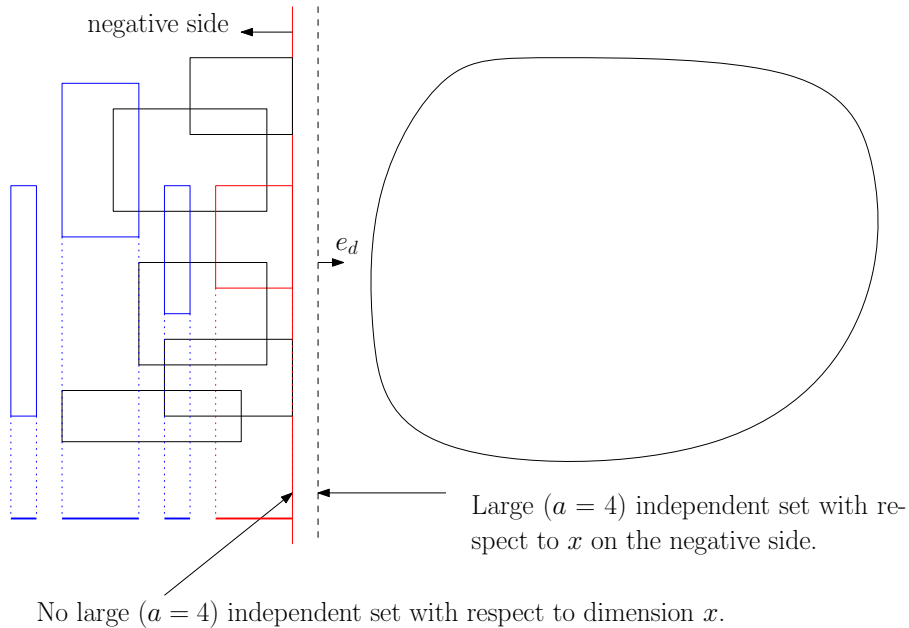 negative side
e_d
Large (a = 4) independent set with re-
spect to x on the negative side.
No large (a = 4) independent set with respect to dimension x.